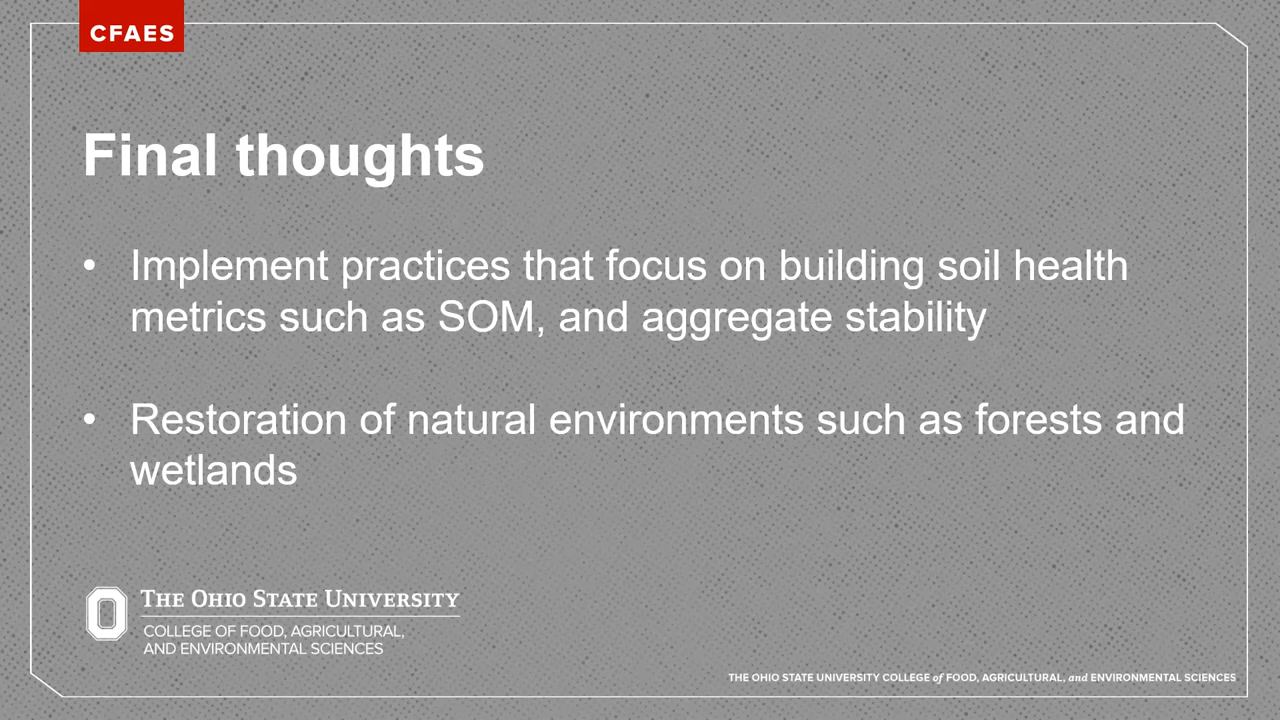 CFAES
Final thoughts
• Implement practices that focus on building soil health
metrics such as SOM, and aggregate stability
• Restoration of natural environments such as forests and
wetlands
THE OHIO STATE UNIVERSITY
COLLEGE OF FOOD, AGRICULTURAL,
AND ENVIRONMENTAL SCIENCES
THE OHIO STATE UNIVERSITY COLLEGE of FOOD, AGRICULTURAL, and ENVIRONMENTAL SCIENCES